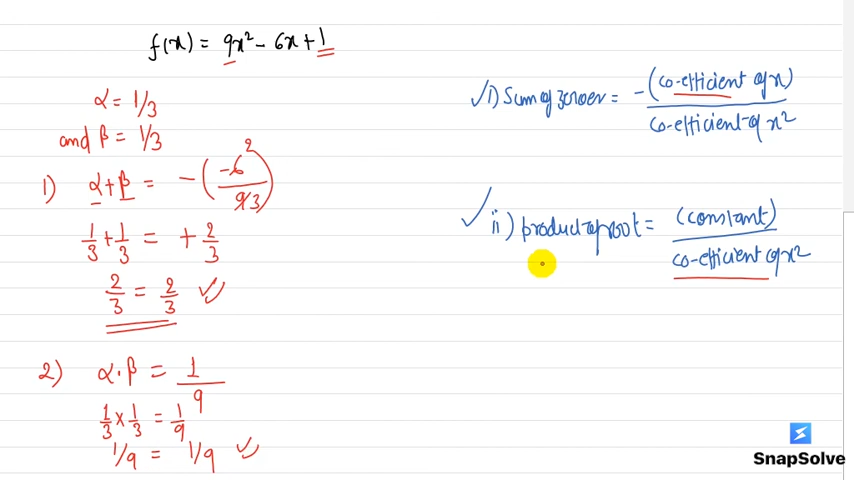 f(x) = 9x² - 6x + 1
α = 1/3
and β = 1/3
1) α + β = - (-6 2 / 9 3)
1/3 + 1/3 = + 2/3
2/3 = 2/3 ✓✓
2) α · β = 1/9
1/3 × 1/3 = 1/9
1/9 = 1/9 ✓
✓ i) Sum of zeroes = - (co-efficient of x) / co-efficient of x²
✓ ii) product of root = (constant) / co-efficient of x²
SnapSolve